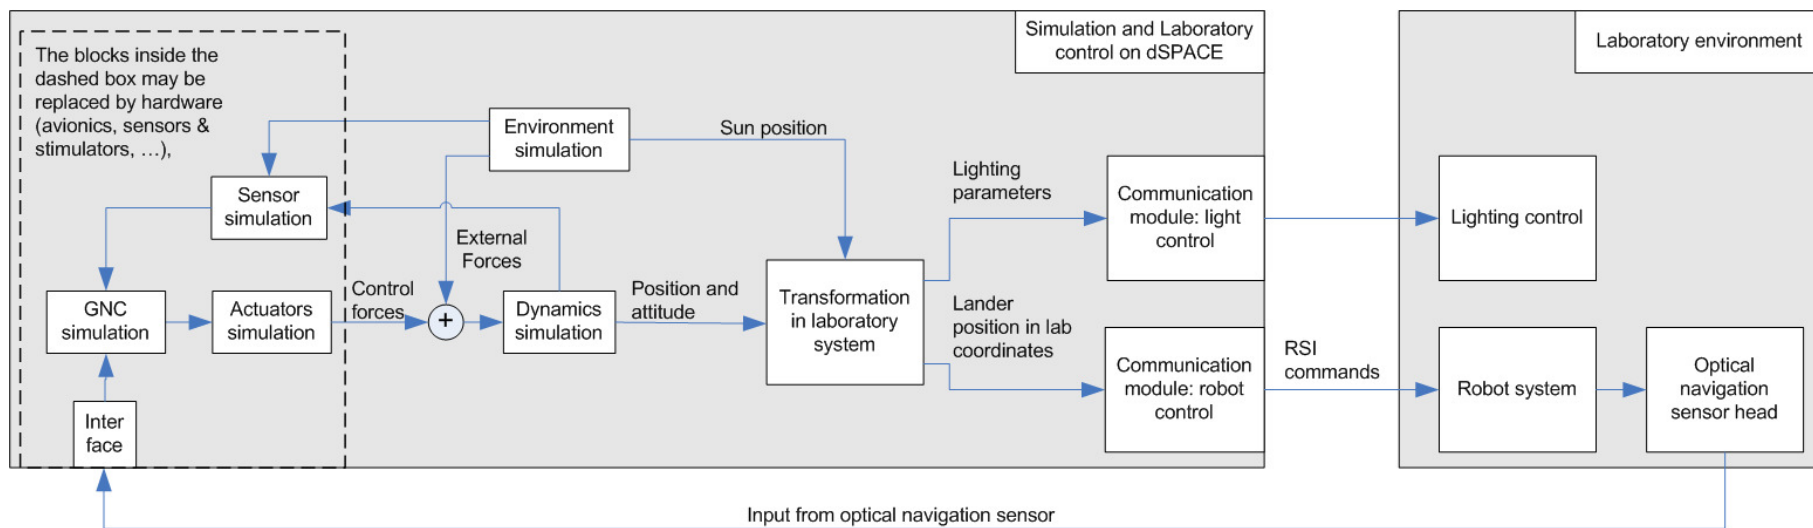 Simulation and Laboratory
control on dSPACE
Laboratory environment
The blocks inside the
dashed box may be
replaced by hardware
(avionics, sensors &
stimulators, …),
Environment
simulation
Sun position
Sensor
simulation
External
Forces
Lighting
parameters
Communication
module: light
control
Lighting control
GNC
simulation
Actuators
simulation
Control
forces
+
Dynamics
simulation
Position and
attitude
Transformation
in laboratory
system
Lander
position in lab
coordinates
Communication
module: robot
control
RSI
commands
Robot system
Optical
navigation
sensor head
Inter
face
Input from optical navigation sensor